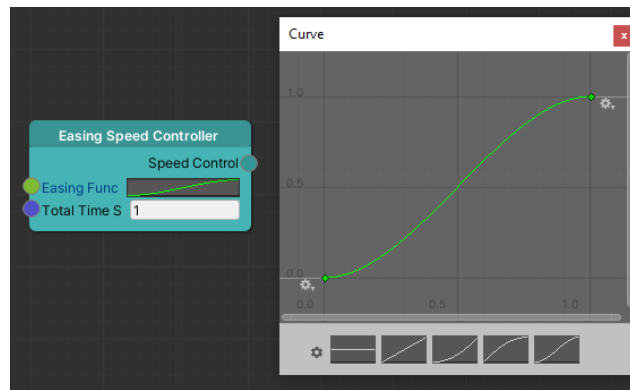 Curve
x
1.0
Easing Speed Controller
Speed Control
Easing Func
0.5
Total Time S 1
0.0
0.0 0.5 1.0